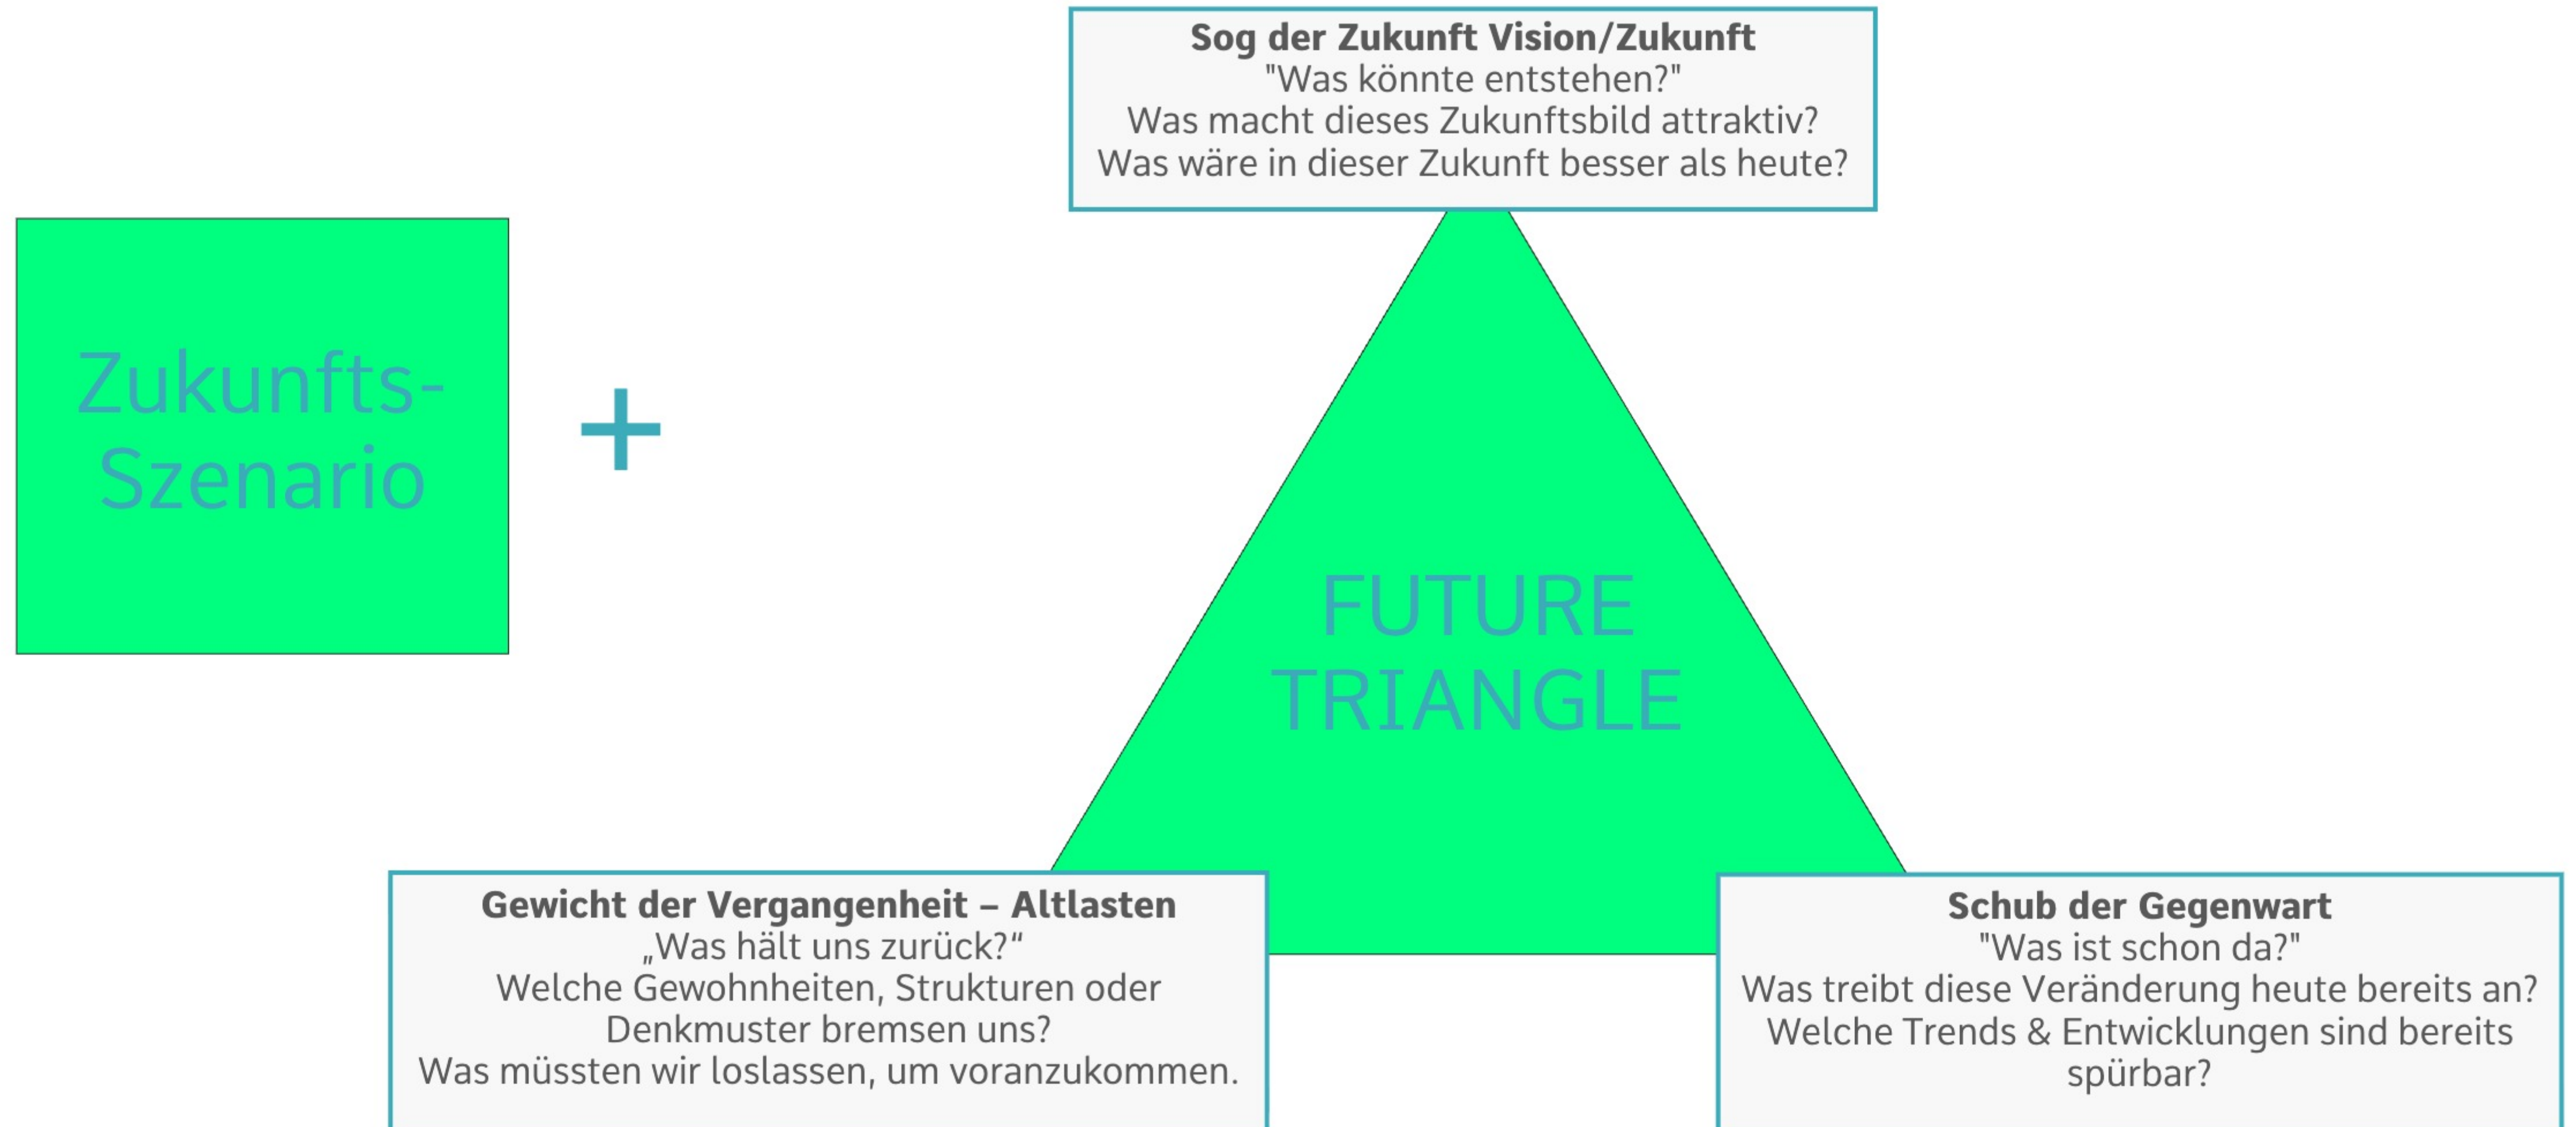 Sog der Zukunft Vision/Zukunft
"Was könnte entstehen?"
Was macht dieses Zukunftsbild attraktiv?
Was wäre in dieser Zukunft besser als heute?
Zukunfts-
Szenario
+
FUTURE
TRIANGLE
Gewicht der Vergangenheit – Altlasten
„Was hält uns zurück?“
Welche Gewohnheiten, Strukturen oder
Denkmuster bremsen uns?
Was müssten wir loslassen, um voranzukommen.
Schub der Gegenwart
"Was ist schon da?"
Was treibt diese Veränderung heute bereits an?
Welche Trends & Entwicklungen sind bereits
spürbar?